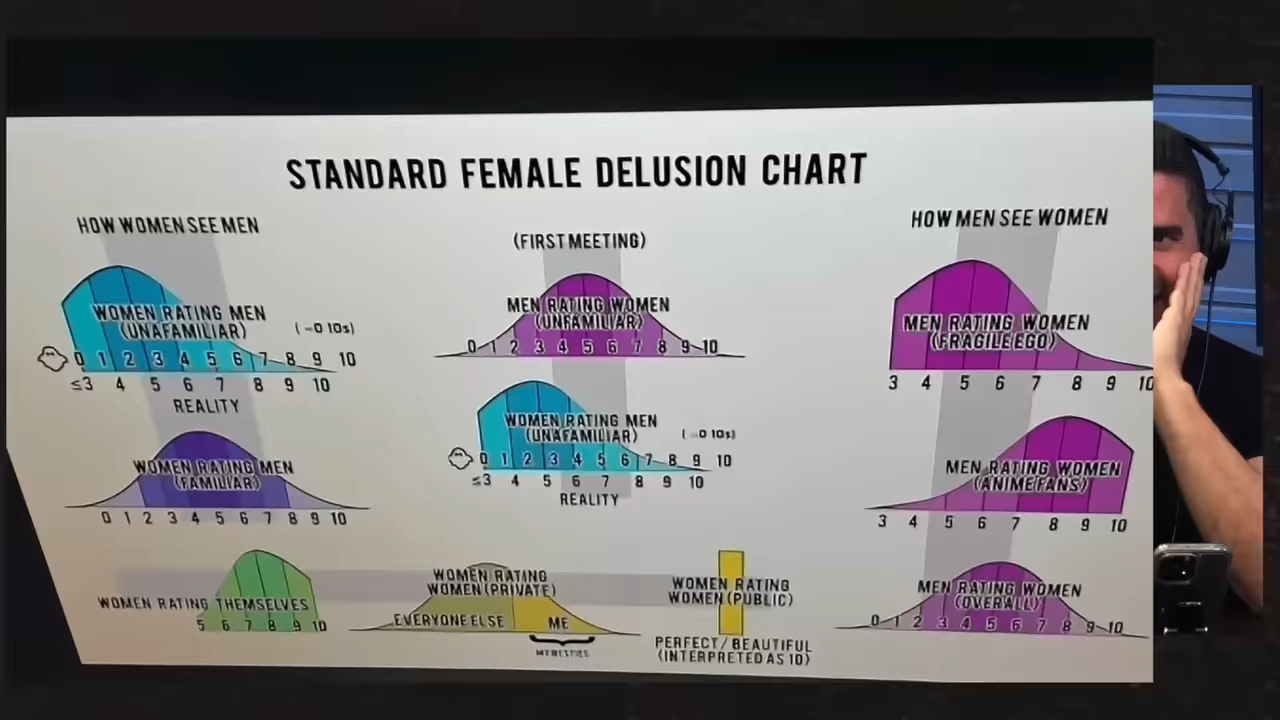 STANDARD FEMALE DELUSION CHART
HOW WOMEN SEE MEN
WOMEN RATING MEN
(UNAFAMILIAR)
(-0 10s)
0 1 2 3 4 5 6 7 8 9 10
≤3 4 5 6 7 8 9 10
REALITY
WOMEN RATING MEN
(FAMILIAR)
0 1 2 3 4 5 6 7 8 9 10
WOMEN RATING THEMSELVES
5 6 7 8 9 10
(FIRST MEETING)
MEN RATING WOMEN
(UNFAMILIAR)
0 1 2 3 4 5 6 7 8 9 10
WOMEN RATING MEN
(UNAFAMILIAR)
(-0 10s)
0 1 2 3 4 5 6 7 8 9 10
≤3 4 5 6 7 8 9 10
REALITY
WOMEN RATING
WOMEN (PRIVATE)
EVERYONE ELSE
ME
WOMEN RATING
WOMEN (PUBLIC)
PERFECT / BEAUTIFUL
(INTERPRETED AS 10)
HOW MEN SEE WOMEN
MEN RATING WOMEN
(FRAGILE EGO)
3 4 5 6 7 8 9 10
MEN RATING WOMEN
(ANIME FANS)
3 4 5 6 7 8 9 10
MEN RATING WOMEN
(OVERALL)
0 1 2 3 4 5 6 7 8 9 10